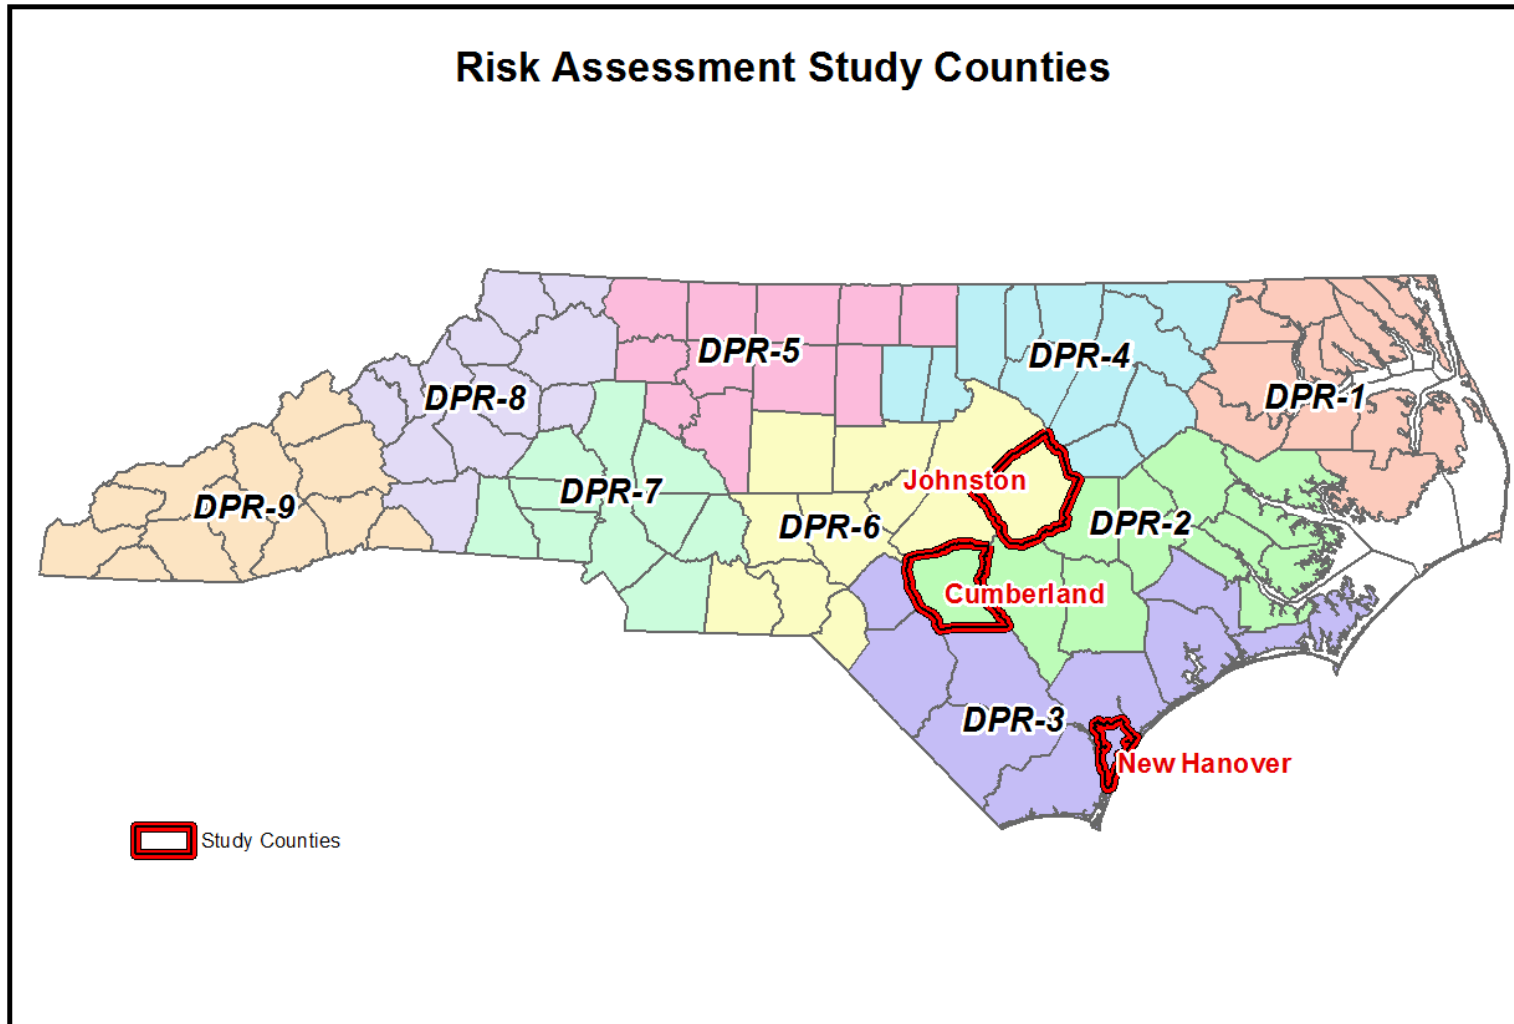 Risk Assessment Study Counties
DPR-5
DPR-4
DPR-8
DPR-1
Johnston
DPR-7
DPR-9
DPR-6
DPR-2
Cumberland
DPR-3
New Hanover
Study Counties